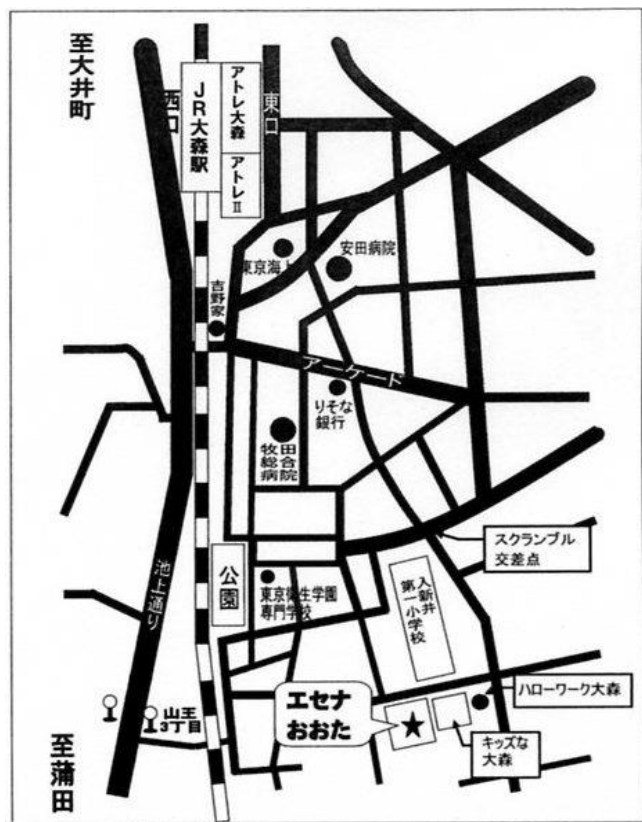 至大井町
西口
JR大森駅
アトレ大森
アトレII
東口
東京海上
安田病院
吉野家
アーケード
りそな
銀行
牧田
総合
病院
スクランブル
交差点
池上通り
公園
東京衛生学園
専門学校
入新井
第一小学校
エセナ
おおた
ハローワーク大森
キッズな
大森
山王
3丁目
至蒲田